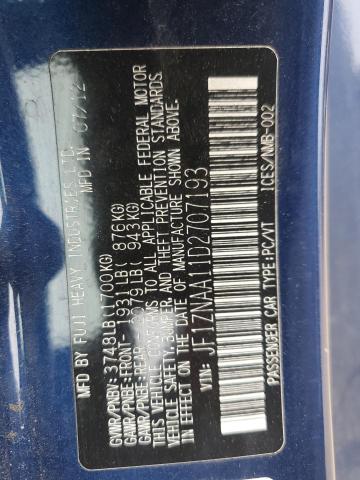 MFD BY FUJI HEAVY INDUSTRIES LTD.
MFD IN 07/12
GVWR/PNBV: 3748LB(1700KG)
GAWR/PNBE-FRONT- 1931LB( 876KG)
GAWR/PNBE-REAR- 2079LB( 943KG)
THIS VEHICLE CONFORMS TO ALL APPLICABLE FEDERAL MOTOR
VEHICLE SAFETY, BUMPER, AND THEFT PREVENTION STANDARDS
IN EFFECT ON THE DATE OF MANUFACTURE SHOWN ABOVE.
VIN: JF1ZNAA11D2707193
PASSENGER CAR/TYPE:PC/VT ICES/NMB-002